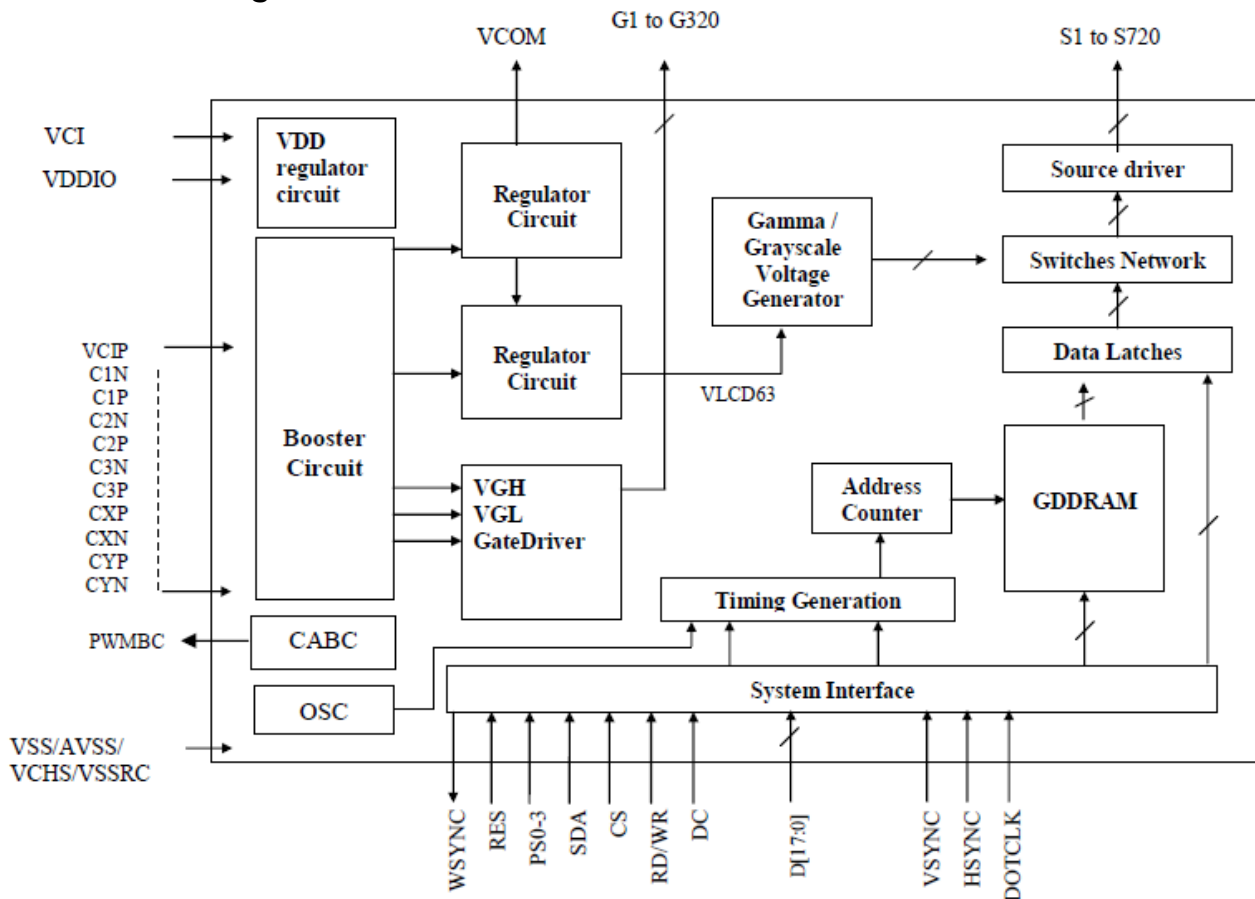 G1 to G320
VCOM
S1 to S720
VCI
VDDIO
VDD
regulator
circuit
Regulator
Circuit
Source driver
Gamma /
Grayscale
Voltage
Generator
Switches Network
Regulator
Circuit
Data Latches
VLCD63
VCIP
C1N
C1P
C2N
C2P
C3N
C3P
CXP
CXN
CYP
CYN
Booster
Circuit
VGH
VGL
GateDriver
Address
Counter
GDDRAM
Timing Generation
PWMBC
CABC
System Interface
OSC
VSS/AVSS/
VCHS/VSSRC
WSYNC
RES
PS0-3
SDA
CS
RD/WR
DC
D[17:0]
VSYNC
HSYNC
DOTCLK